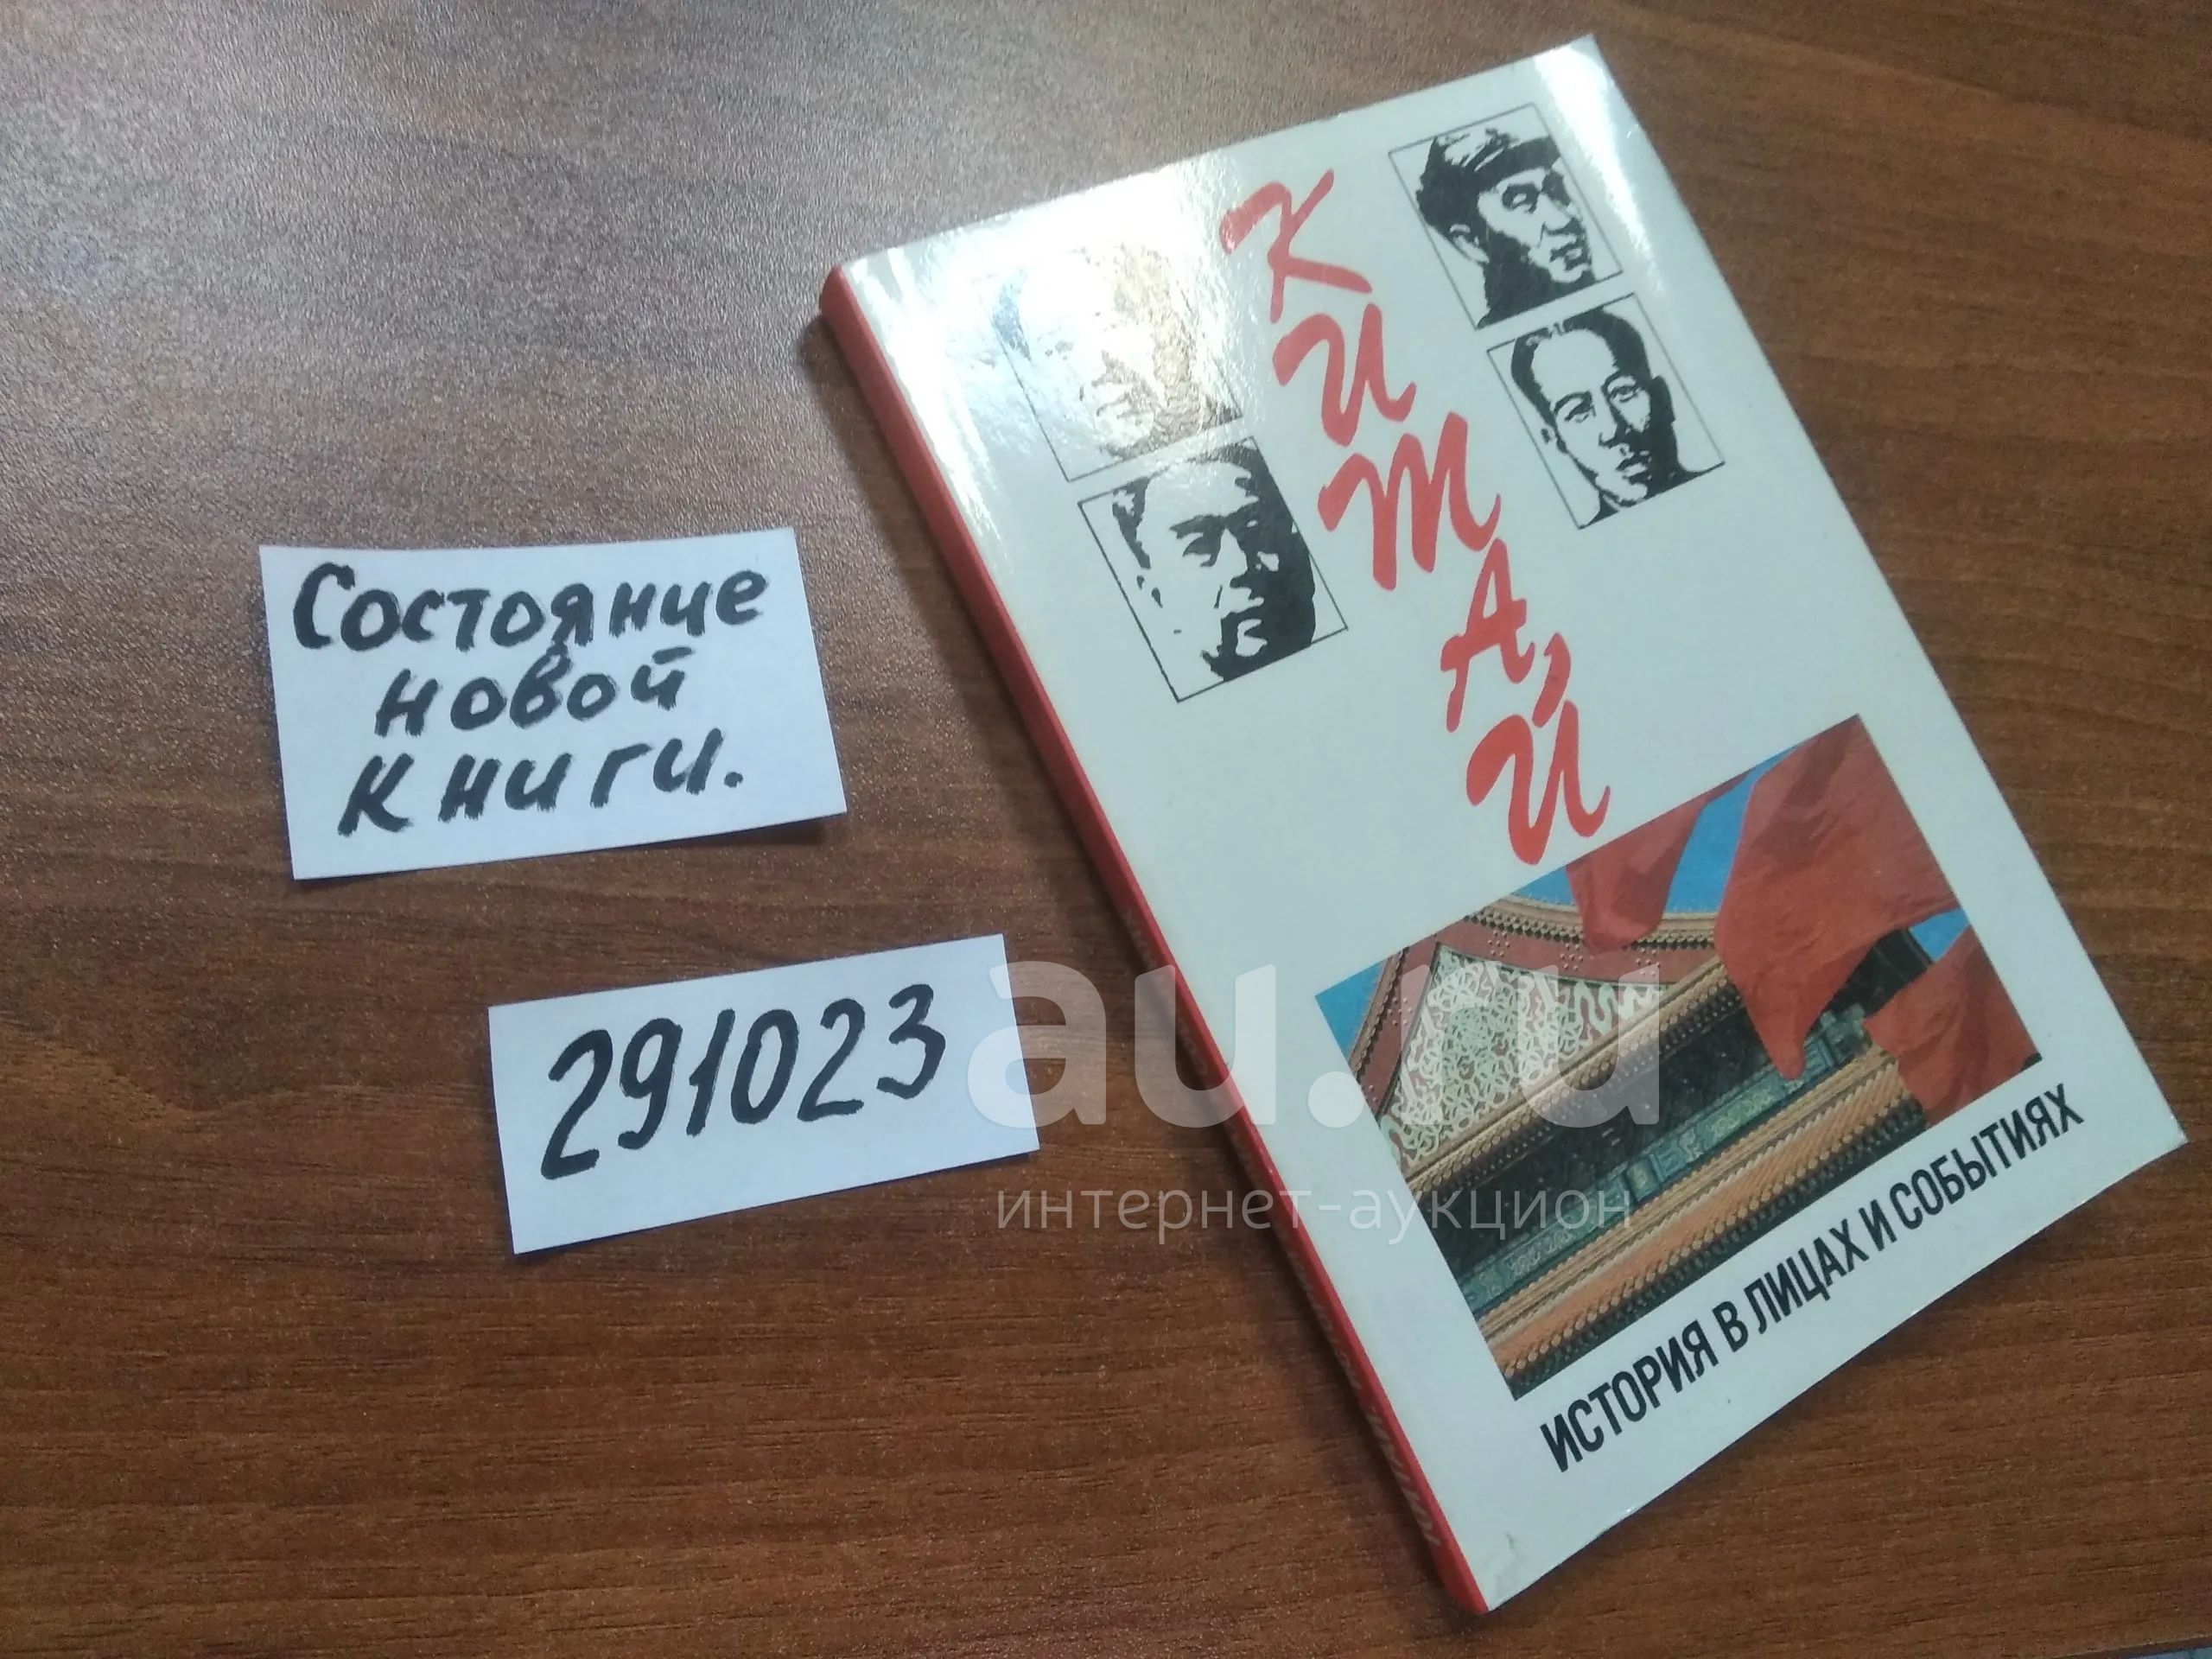 Состояние
новой
книги.
291023
КИТАЙ
ИСТОРИЯ В ЛИЦАХ И СОБЫТИЯХ
au.ru
интернет-аукцион